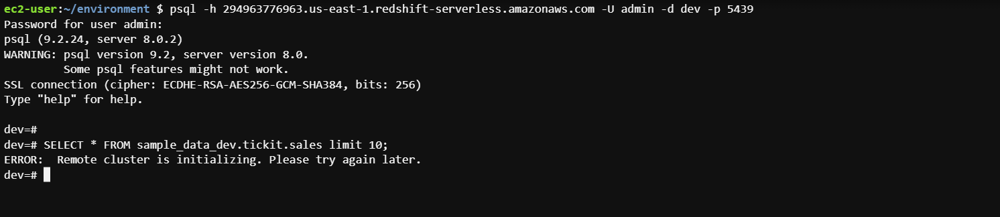 ec2-user:~/environment $ psql -h 294963776963.us-east-1.redshift-serverless.amazonaws.com -U admin -d dev -p 5439
Password for user admin:
psql (9.2.24, server 8.0.2)
WARNING: psql version 9.2, server version 8.0.
         Some psql features might not work.
SSL connection (cipher: ECDHE-RSA-AES256-GCM-SHA384, bits: 256)
Type "help" for help.

dev=#
dev=# SELECT * FROM sample_data_dev.tickit.sales limit 10;
ERROR:  Remote cluster is initializing. Please try again later.
dev=#